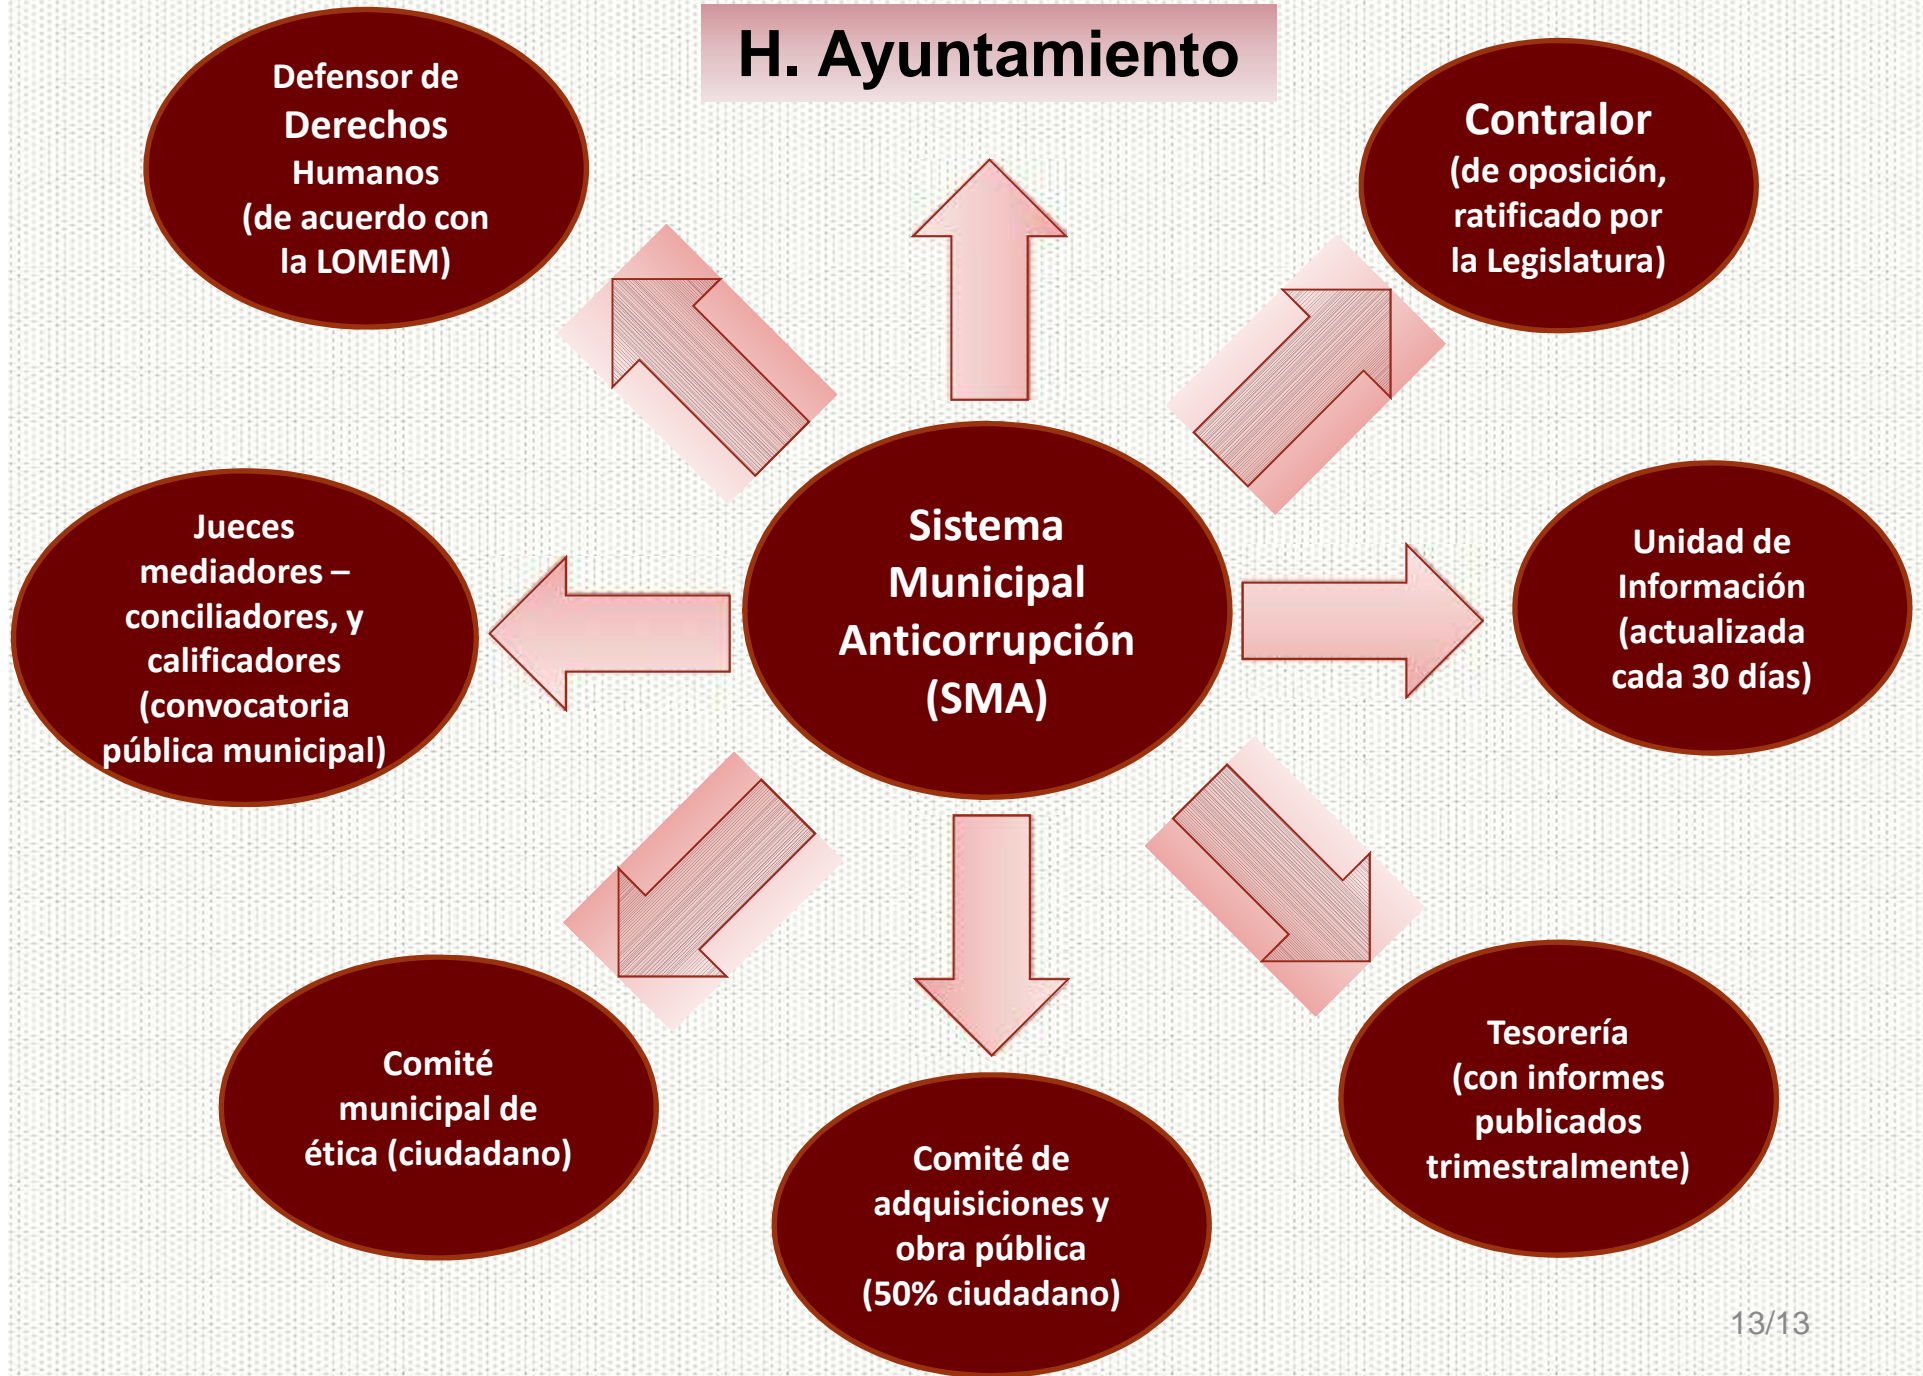 H. Ayuntamiento
Defensor de
Derechos
Humanos
(de acuerdo con
la LOMEM)
Contralor
(de oposición,
ratificado por
la Legislatura)
Jueces
mediadores –
conciliadores, y
calificadores
(convocatoria
pública municipal)
Sistema
Municipal
Anticorrupción
(SMA)
Unidad de
Información
(actualizada
cada 30 días)
Comité
municipal de
ética (ciudadano)
Comité de
adquisiciones y
obra pública
(50% ciudadano)
Tesorería
(con informes
publicados
trimestralmente)
13/13